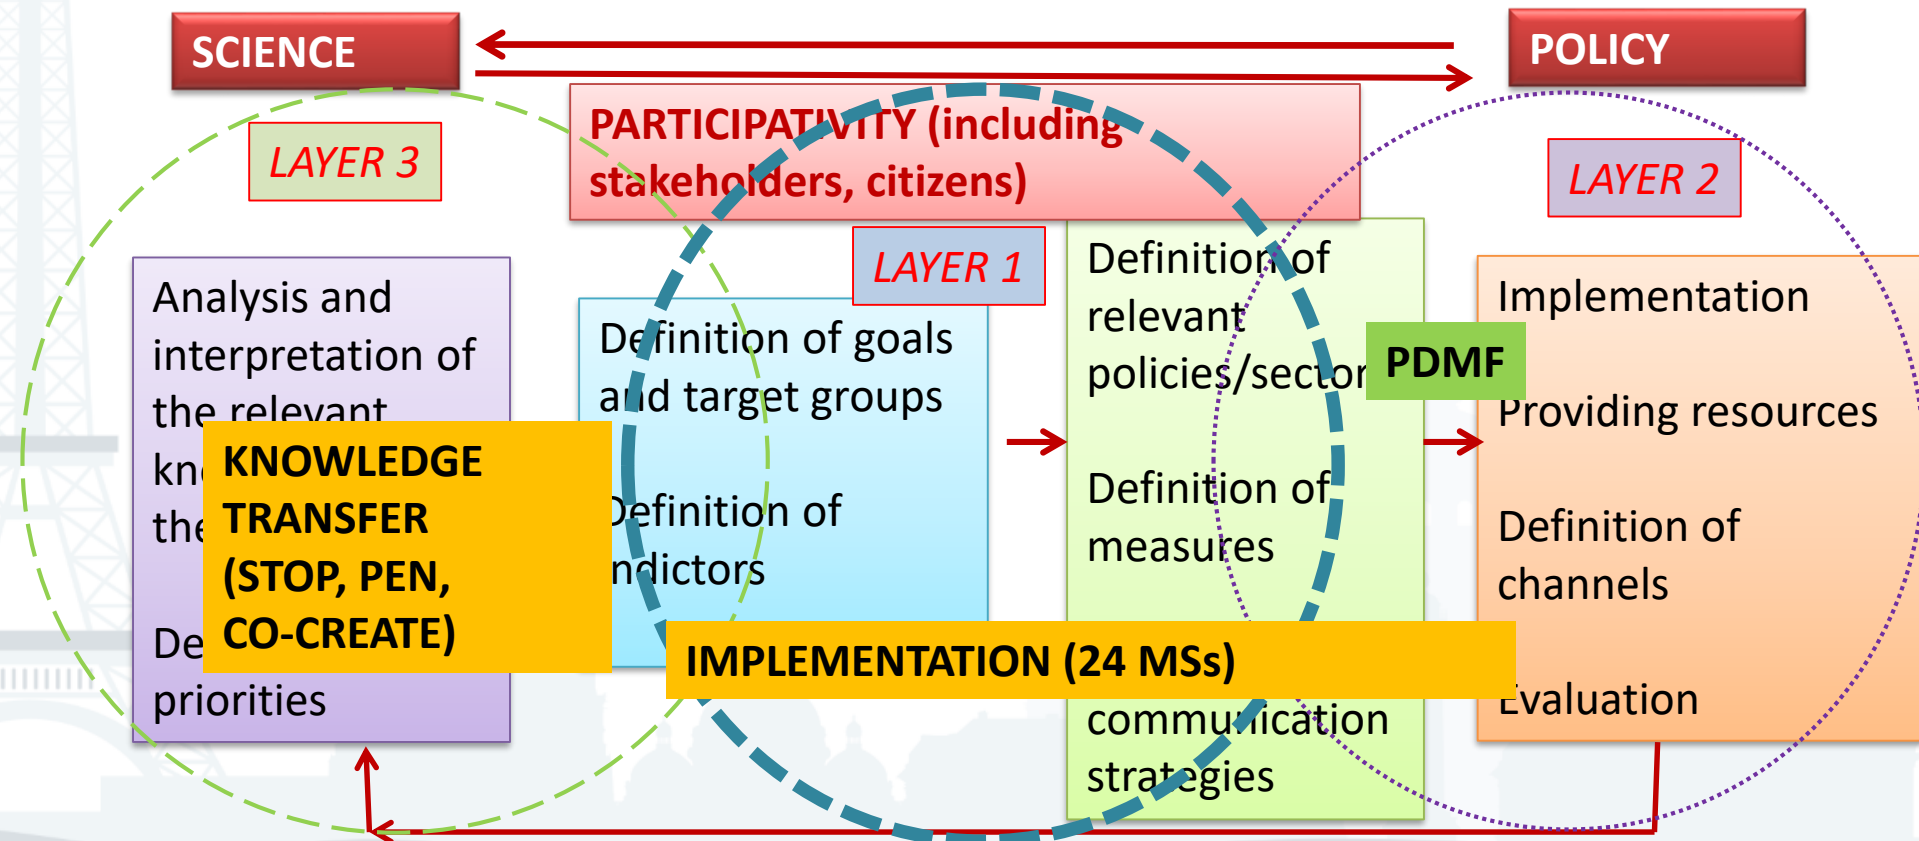 SCIENCE
POLICY
PARTICIPATIVITY (including
stakeholders, citizens)
LAYER 3
LAYER 2
LAYER 1
Analysis and
interpretation of
the relevant
the
priorities
KNOWLEDGE
TRANSFER
(STOP, PEN,
CO-CREATE)
Definition of goals
and target groups
Definition of
indictors
Definition of
relevant
policies/sector
Definition of
measures
communication
strategies
PDMF
IMPLEMENTATION (24 MSs)
Implementation
Providing resources
Definition of
channels
Evaluation